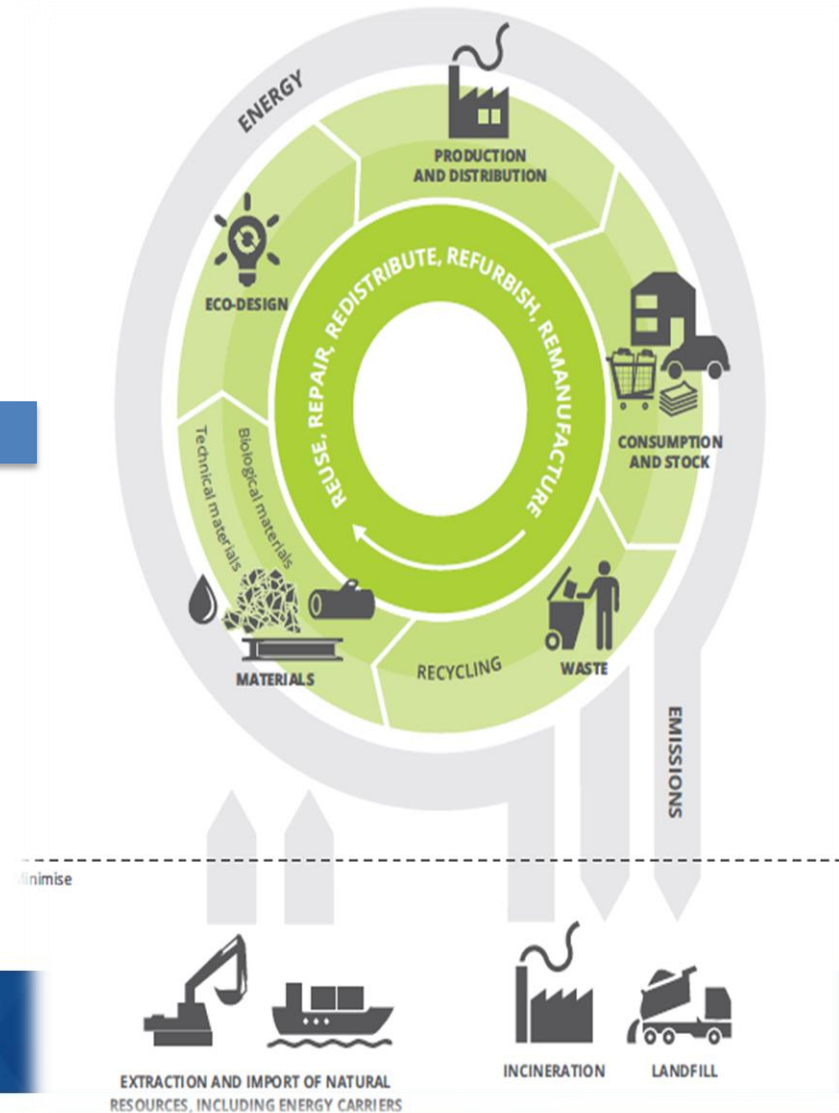 ENERGY
PRODUCTION
AND DISTRIBUTION
ECO-DESIGN
REUSE, REPAIR, REDISTRIBUTE, REFURBISH, REMANUFACTURE
CONSUMPTION
AND STOCK
Technical materials
Biological materials
MATERIALS
RECYCLING
WASTE
EMISSIONS
inimise
INCINERATION
LANDFILL
EXTRACTION AND IMPORT OF NATURAL
RESOURCES, INCLUDING ENERGY CARRIERS